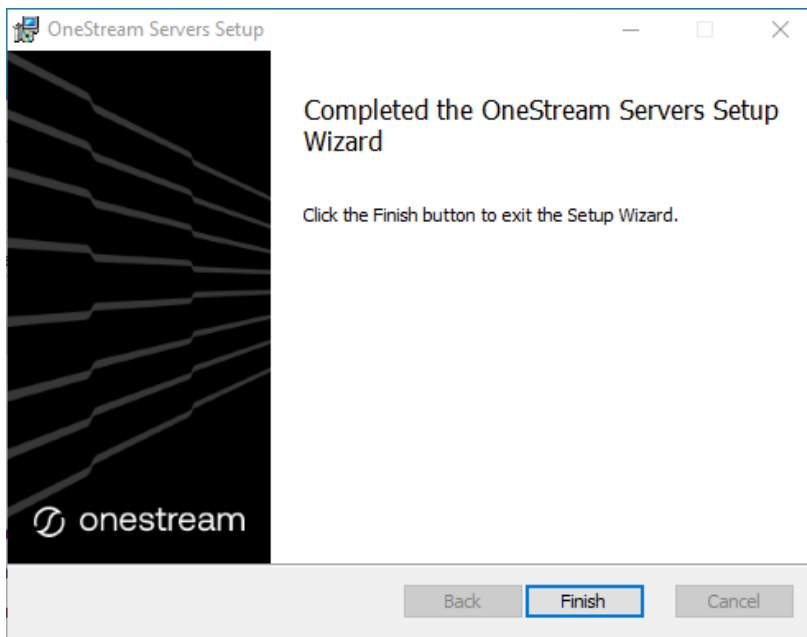 OneStream Servers Setup
Completed the OneStream Servers Setup
Wizard
Click the Finish button to exit the Setup Wizard.
onestream
Back
Finish
Cancel